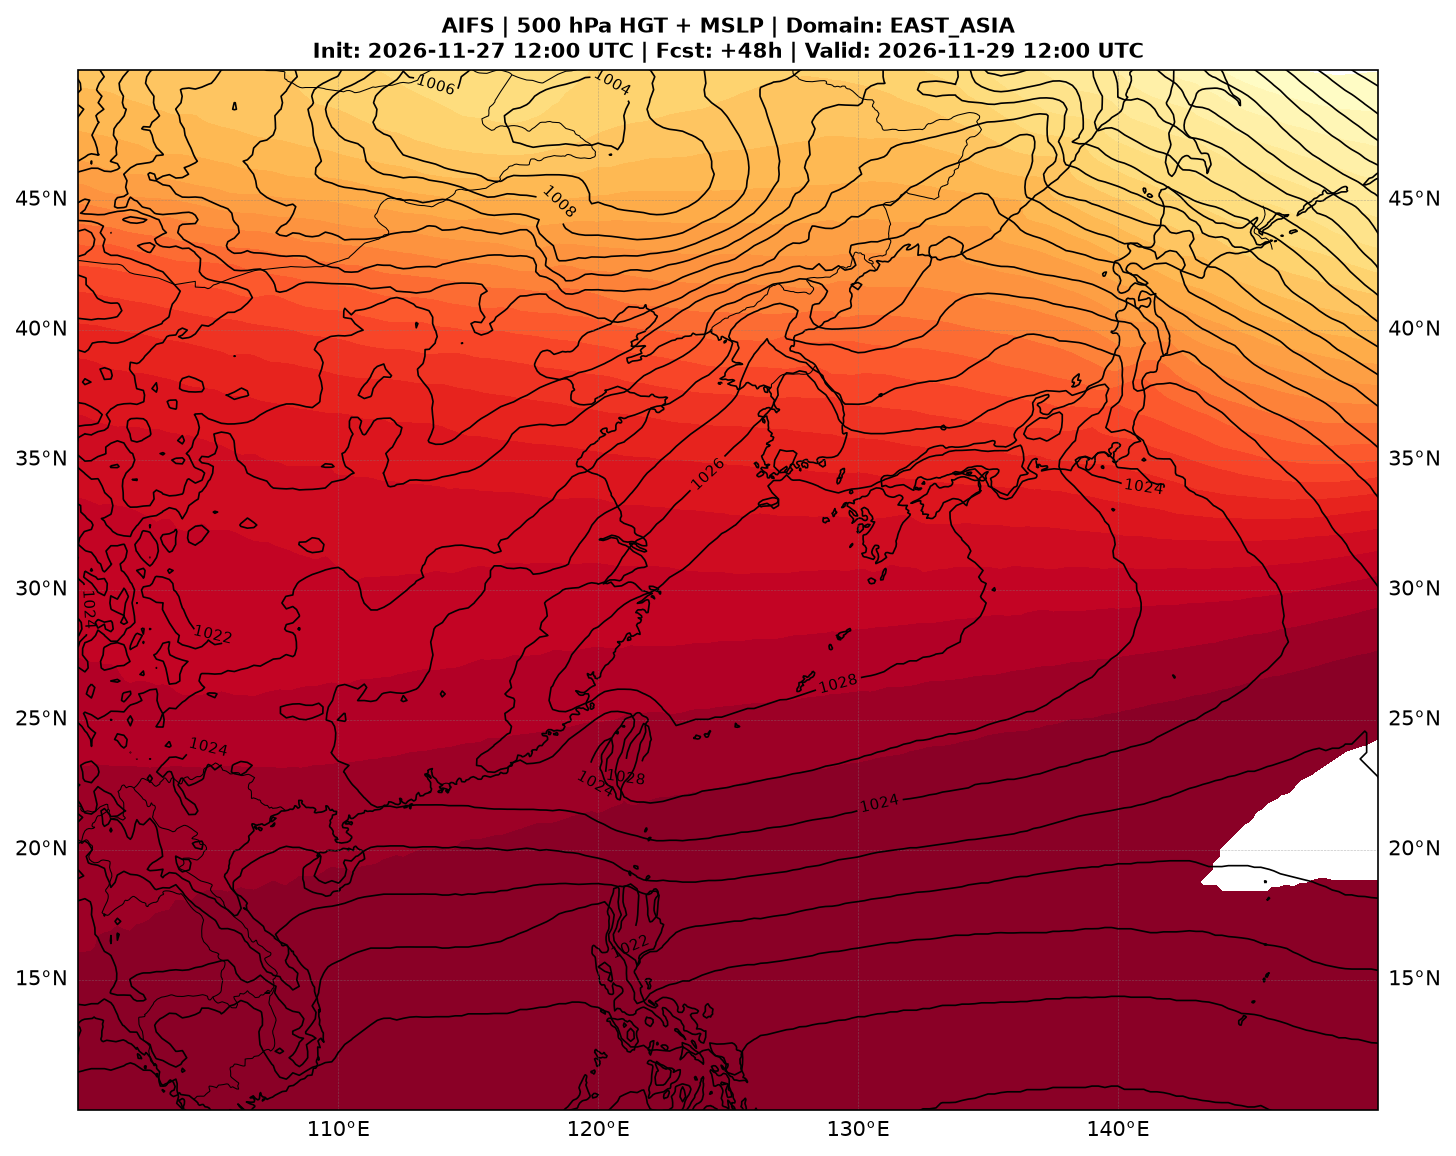 AIFS | 500 hPa HGT + MSLP | Domain: EAST_ASIA
Init: 2026-11-27 12:00 UTC | Fcst: +48h | Valid: 2026-11-29 12:00 UTC
1006
1004
45°N
1008
45°N
40°N
40°N
35°N
1026
1024
35°N
30°N
1024
1022
30°N
1028
25°N
1024
25°N
1024
1028
1024
20°N
20°N
022
15°N
15°N
110°E
120°E
130°E
140°E